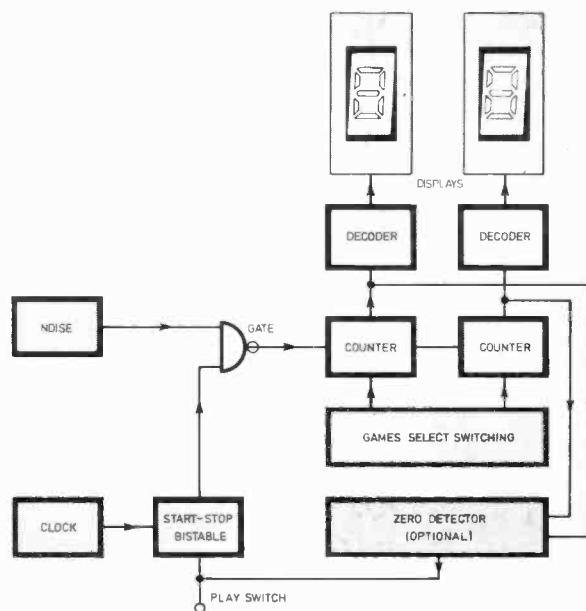 DISPLAYS
DECODER
DECODER
NOISE
GATE
COUNTER
COUNTER
GAMES SELECT SWITCHING
CLOCK
START-STOP
BISTABLE
ZERO DETECTOR
(OPTIONAL)
PLAY SWITCH